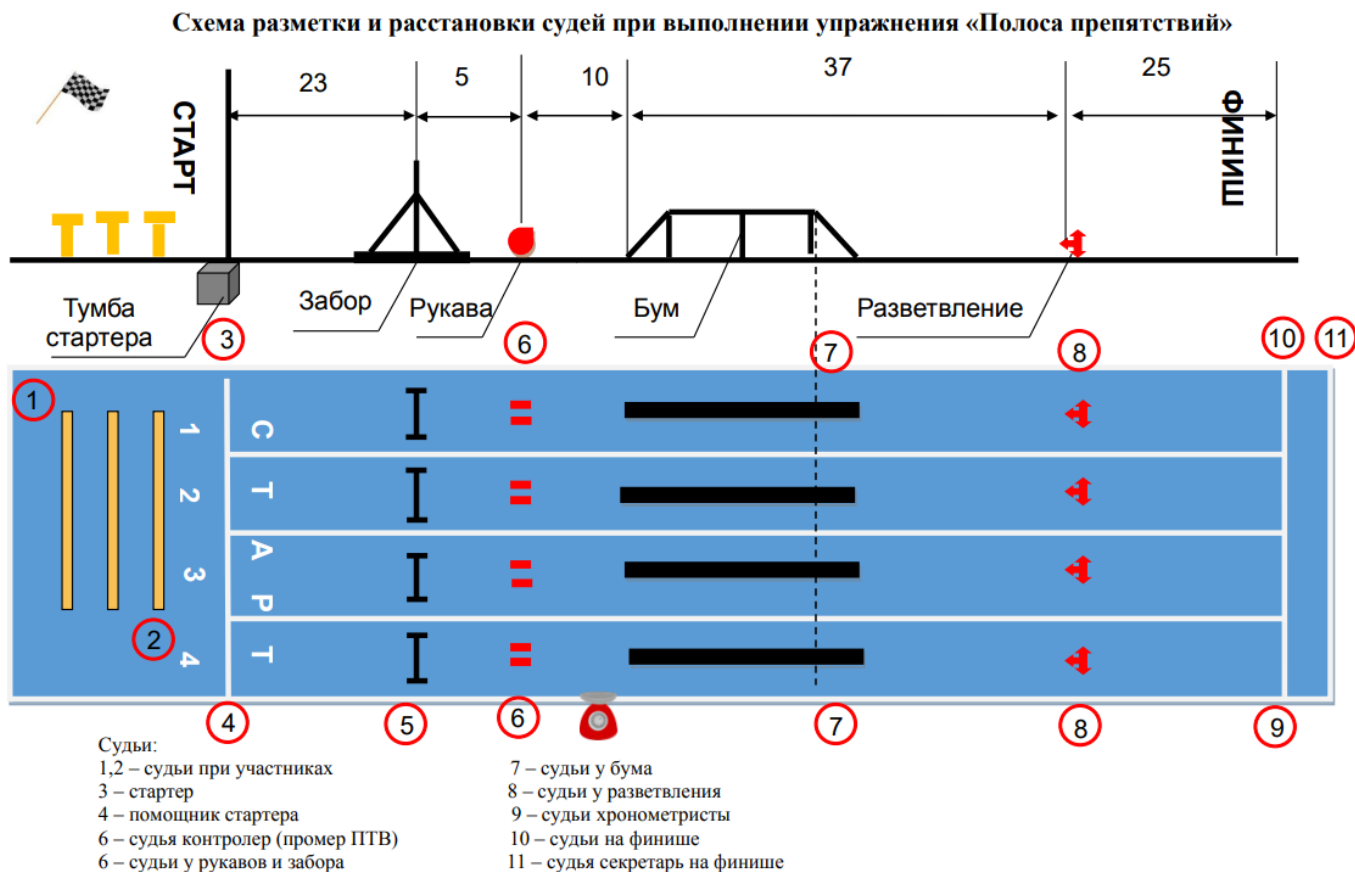 Схема разметки и расстановки судей при выполнении упражнения «Полоса препятствий»
23
5
10
37
25
СТАРТ
ФИНИШ
Тумба
стартера
Забор
Рукава
Бум
Разветвление
3
6
7
8
10
11
1
1
2
3
4
2
С
Т
А
Р
Т
4
5
6
7
8
9
Судьи:
1,2 – судьи при участниках
3 – стартер
4 – помощник стартера
6 – судья контролер (промер ПТВ)
6 – судьи у рукавов и забора
7 – судьи у бума
8 – судьи у разветвления
9 – судьи хронометристы
10 – судьи на финише
11 – судья секретарь на финише